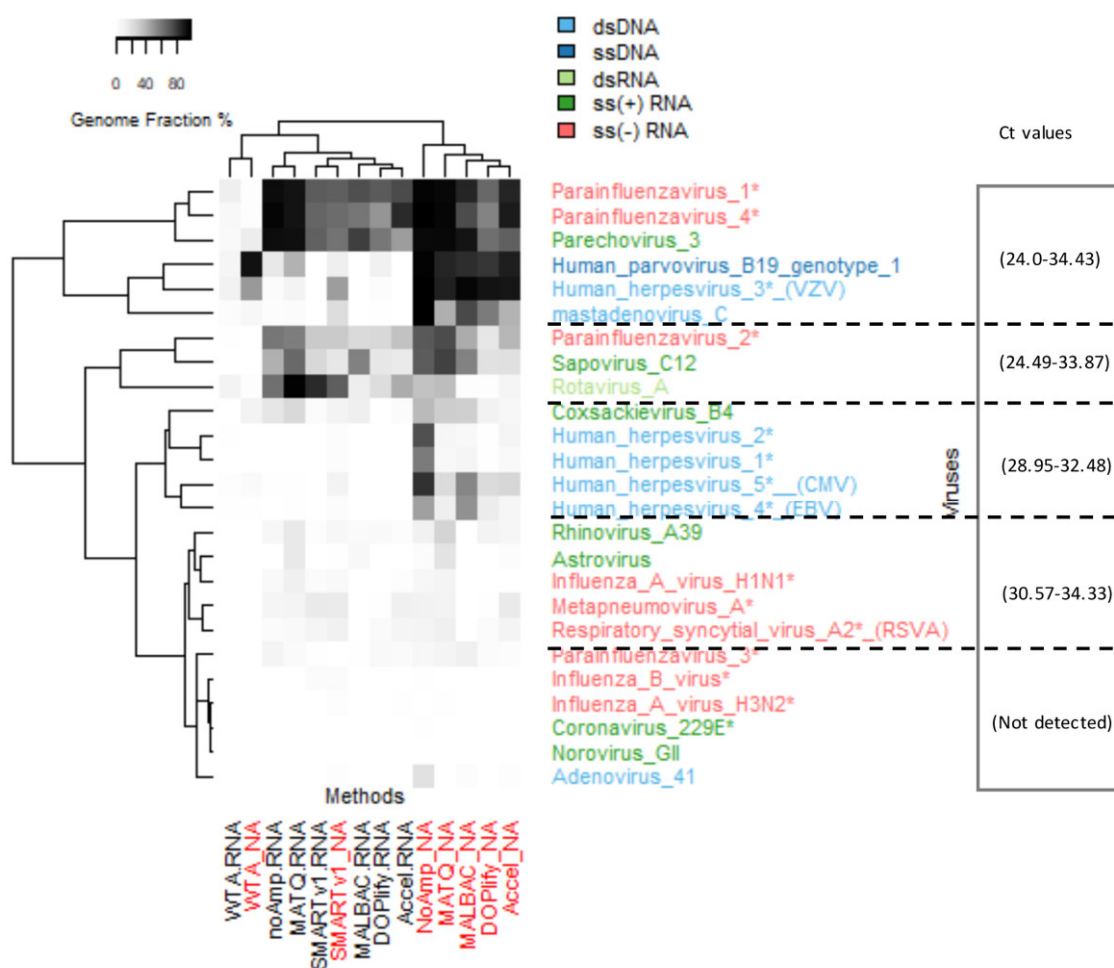 0 40 80
Genome Fraction %
dsDNA
ssDNA
dsRNA
ss(+) RNA
ss(-) RNA
Ct values
Parainfluenzavirus_1*
Parainfluenzavirus_4*
Parechovirus_3
Human_parvovirus_B19_genotype_1
Human_herpesvirus_3*_(VZV)
mastadenovirus_C
(24.0-34.43)
Parainfluenzavirus_2*
Sapovirus_C12
Rotavirus_A
(24.49-33.87)
Coxsackievirus_B4
Human_herpesvirus_2*
Human_herpesvirus_1*
Human_herpesvirus_5*__(CMV)
Human_herpesvirus_4*_(EBV)
Viruses
(28.95-32.48)
Rhinovirus_A39
Astrovirus
Influenza_A_virus_H1N1*
Metapneumovirus_A*
Respiratory_syncytial_virus_A2*_(RSVA)
(30.57-34.33)
Parainfluenzavirus_3*
Influenza_B_virus*
Influenza_A_virus_H3N2*
Coronavirus_229E*
Norovirus_GII
Adenovirus_41
(Not detected)
Methods
WTA.RNA
WTA_NA
noAmp.RNA
MATQ.RNA
SMARTv1.RNA
SMARTv1_NA
MALBAC.RNA
DOPlify.RNA
Accel.RNA
NoAmp_NA
MATQ_NA
MALBAC_NA
DOPlify_NA
Accel_NA